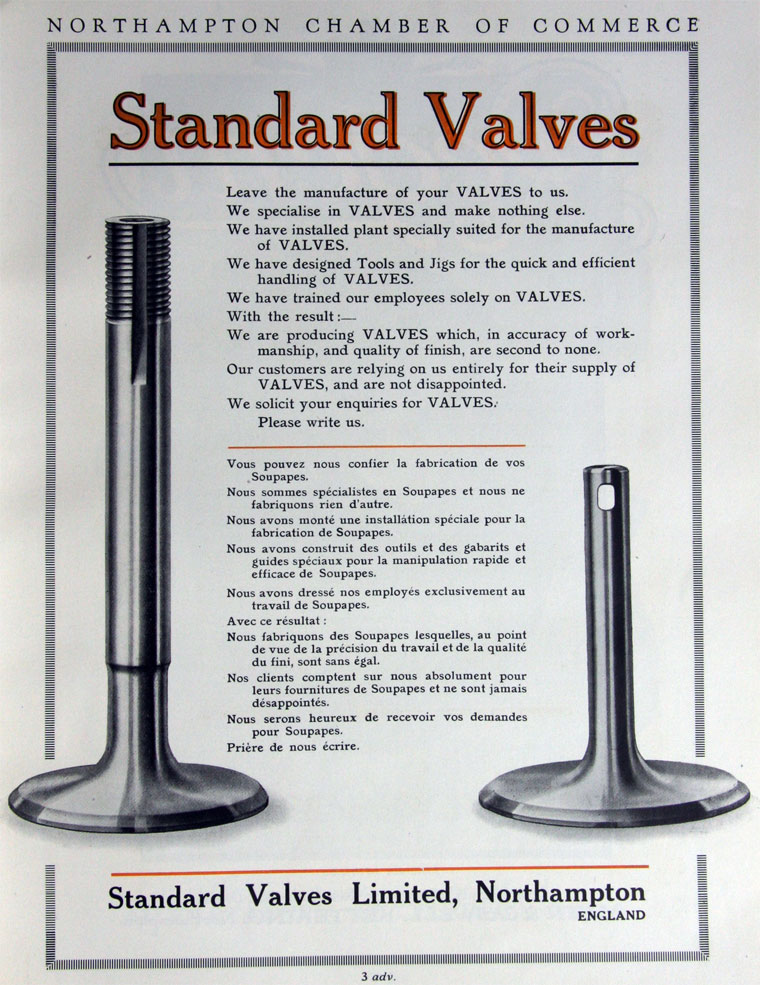 NORTHAMPTON CHAMBER OF COMMERCE
Standard Valves
Leave the manufacture of your VALVES to us.
We specialise in VALVES and make nothing else.
We have installed plant specially suited for the manufacture
of VALVES.
We have designed Tools and Jigs for the quick and efficient
handling of VALVES.
We have trained our employees solely on VALVES.
With the result :—
We are producing VALVES which, in accuracy of work-
manship, and quality of finish, are second to none.
Our customers are relying on us entirely for their supply of
VALVES, and are not disappointed.
We solicit your enquiries for VALVES.
Please write us.
Vous pouvez nous confier la fabrication de vos
Soupapes.
Nous sommes spécialistes en Soupapes et nous ne
fabriquons rien d'autre.
Nous avons monté une installàtion spéciale pour la
fabrication de Soupapes.
Nous avons construit des outils et des gabarits et
guides spéciaux pour la manipulation rapide et
efficace de Soupapes.
Nous avons dressé nos employés exclusivement au
travail de Soupapes.
Avec ce résultat :
Nous fabriquons des Soupapes lesquelles, au point
de vue de la précision du travail et de la qualité
du fini, sont sans égal.
Nos clients comptent sur nous absolument pour
leurs fournitures de Soupapes et ne sont jamais
désappointés.
Nous serons heureux de recevoir vos demandes
pour Soupapes.
Prière de nous écrire.
Standard Valves Limited, Northampton
ENGLAND
3 adv.